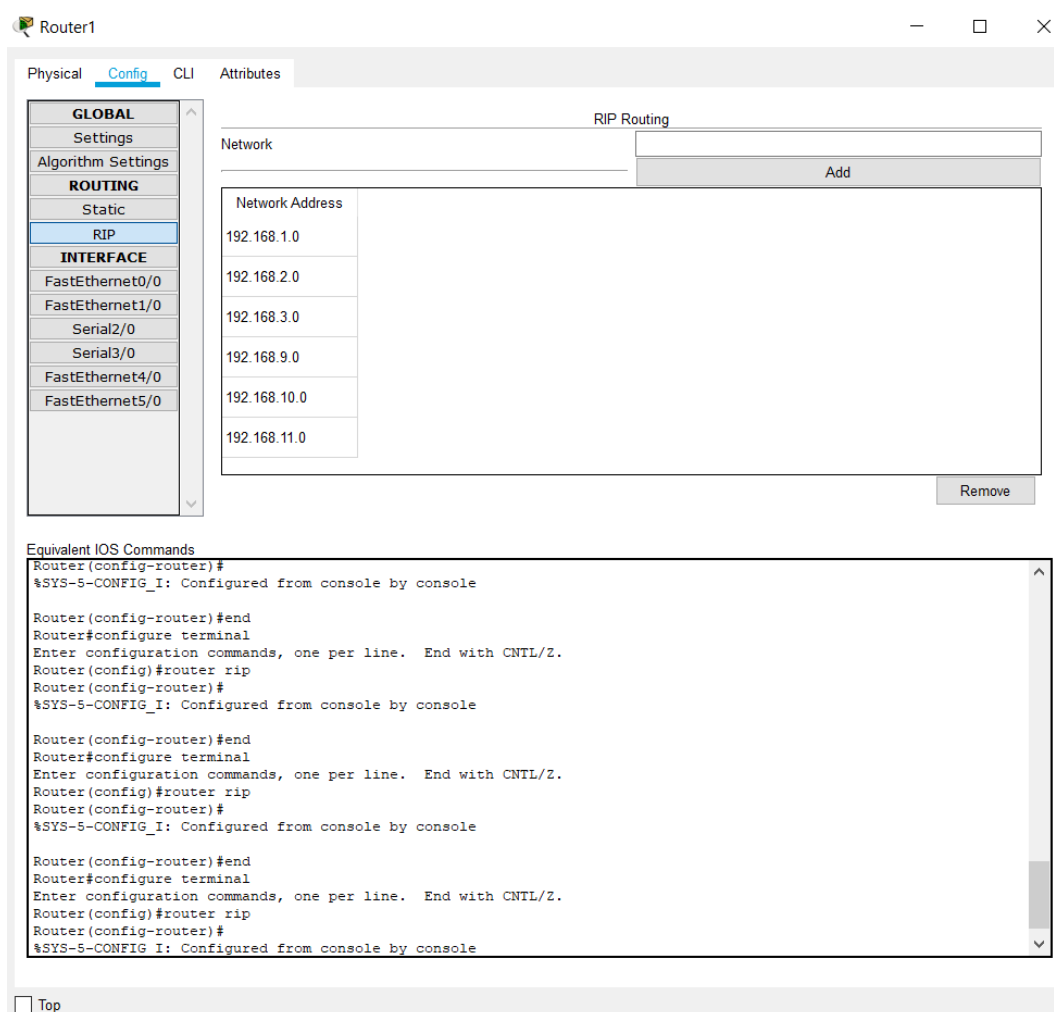 Router1
Physical Config CLI Attributes
GLOBAL
Settings
Algorithm Settings
ROUTING
Static
RIP
INTERFACE
FastEthernet0/0
FastEthernet1/0
Serial2/0
Serial3/0
FastEthernet4/0
FastEthernet5/0
RIP Routing
Network
Add
Network Address
192.168.1.0
192.168.2.0
192.168.3.0
192.168.9.0
192.168.10.0
192.168.11.0
Remove
Equivalent IOS Commands
Router(config-router)#
%SYS-5-CONFIG_I: Configured from console by console
Router(config-router)#end
Router#configure terminal
Enter configuration commands, one per line.  End with CNTL/Z.
Router(config)#router rip
Router(config-router)#
%SYS-5-CONFIG_I: Configured from console by console
Router(config-router)#end
Router#configure terminal
Enter configuration commands, one per line.  End with CNTL/Z.
Router(config)#router rip
Router(config-router)#
%SYS-5-CONFIG_I: Configured from console by console
Router(config-router)#end
Router#configure terminal
Enter configuration commands, one per line.  End with CNTL/Z.
Router(config)#router rip
Router(config-router)#
%SYS-5-CONFIG_I: Configured from console by console
Top